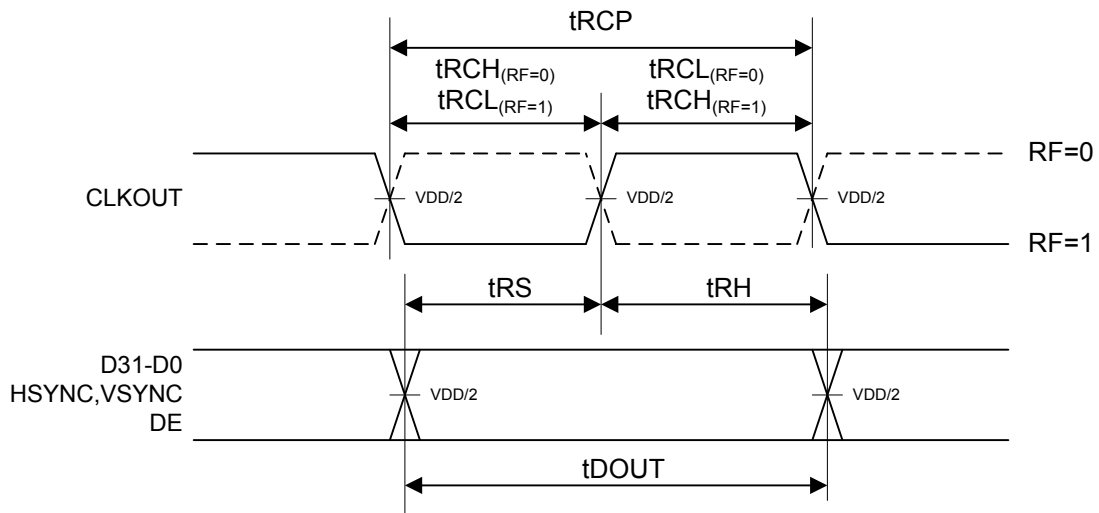 tRCP
tRCH(RF=0) tRCL(RF=0)
tRCL(RF=1) tRCH(RF=1)
RF=0
CLKOUT VDD/2 VDD/2 VDD/2
RF=1
tRS tRH
D31-D0
HSYNC,VSYNC VDD/2 VDD/2
DE
tDOUT